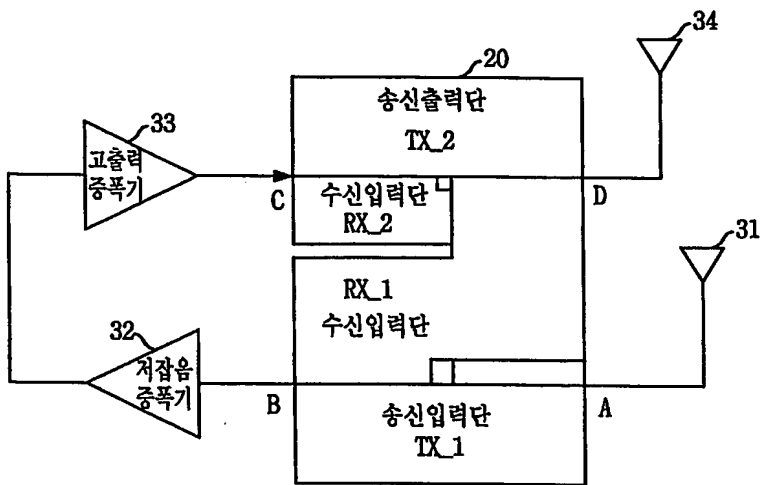 34
20
송신출력단
TX_2
33
고출력
증폭기
C
수신입력단
RX_2
D
31
RX_1
수신입력단
32
저잡음
증폭기
B
A
송신입력단
TX_1